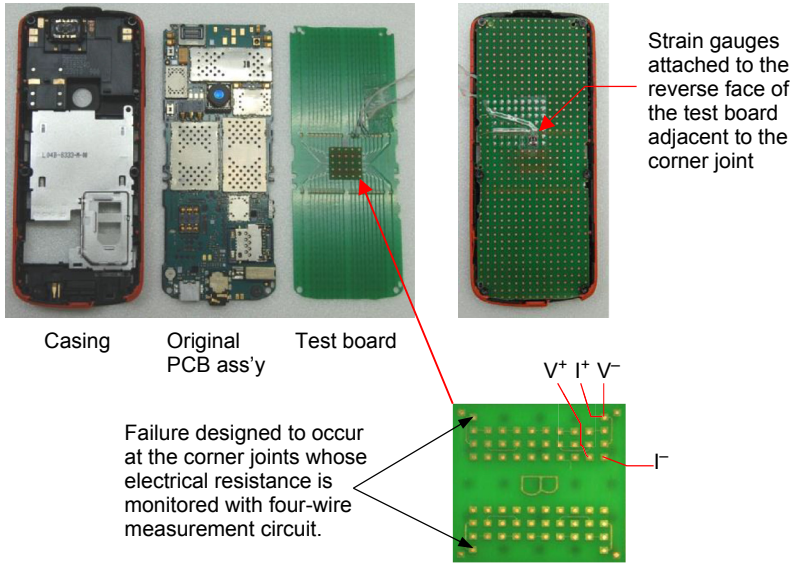 L04B-0333-M-M
Strain gauges
attached to the
reverse face of
the test board
adjacent to the
corner joint
Casing
Original
PCB ass'y
Test board
V+ I+ V–
I–
Failure designed to occur
at the corner joints whose
electrical resistance is
monitored with four-wire
measurement circuit.